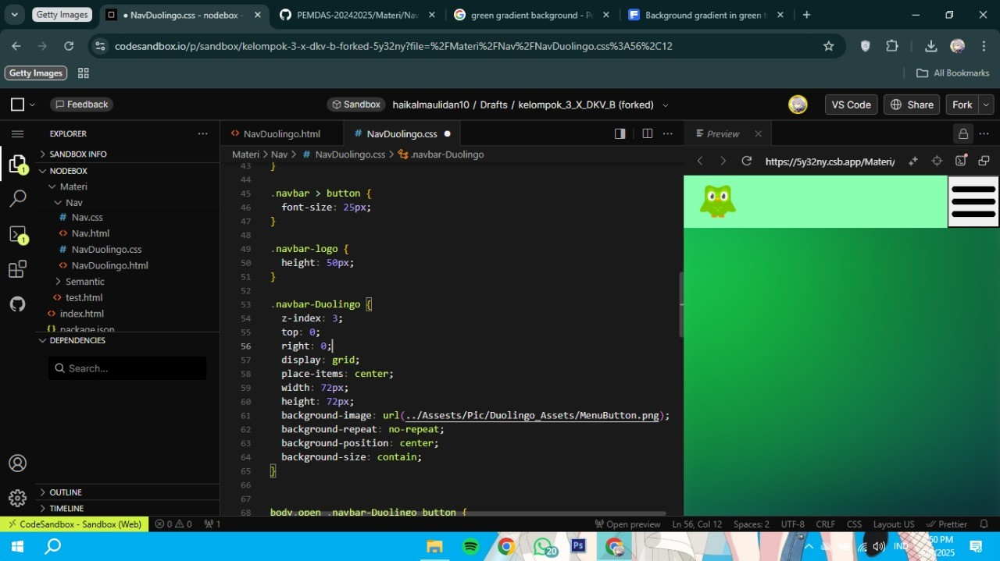 Getty Images
● NavDuolingo.css - nodebox -
PEMDAS-20242025/Materi/Nav
green gradient background - Pe
Background gradient in green t
codesandbox.io/p/sandbox/kelompok-3-x-dkv-b-forked-5y32ny?file=%2FMateri%2FNav%2FNavDuolingo.css%3A56%2C12
Getty Images
All Bookmarks
Feedback
Sandbox
haikalmaulidan10 / Drafts / kelompok_3_X_DKV_B (forked)
VS Code
Share
Fork
EXPLORER
SANDBOX INFO
NODEBOX
Materi
Nav
# Nav.css
<> Nav.html
# NavDuolingo.css
<> NavDuolingo.html
Semantic
<> test.html
<> index.html
{} package.json
DEPENDENCIES
Search...
OUTLINE
TIMELINE
1
1
<> NavDuolingo.html
# NavDuolingo.css ●
Materi > Nav > # NavDuolingo.css > .navbar-Duolingo
43 }
44
45 .navbar > button {
46 font-size: 25px;
47 }
48
49 .navbar-logo {
50 height: 50px;
51 }
52
53 .navbar-Duolingo {
54 z-index: 3;
55 top: 0;
56 right: 0;
57 display: grid;
58 place-items: center;
59 width: 72px;
60 height: 72px;
61 background-image: url(../Assests/Pic/Duolingo_Assets/MenuButton.png);
62 background-repeat: no-repeat;
63 background-position: center;
64 background-size: contain;
65 }
66
67
68 body.open .navbar-Duolingo button {
Preview
https://5y32ny.csb.app/Materi/
CodeSandbox - Sandbox (Web)
0
0
1
Open preview
Ln 56, Col 12
Spaces: 2
UTF-8
CRLF
CSS
Layout: US
Prettier
20
Ps
IND
:50 PM
/2025